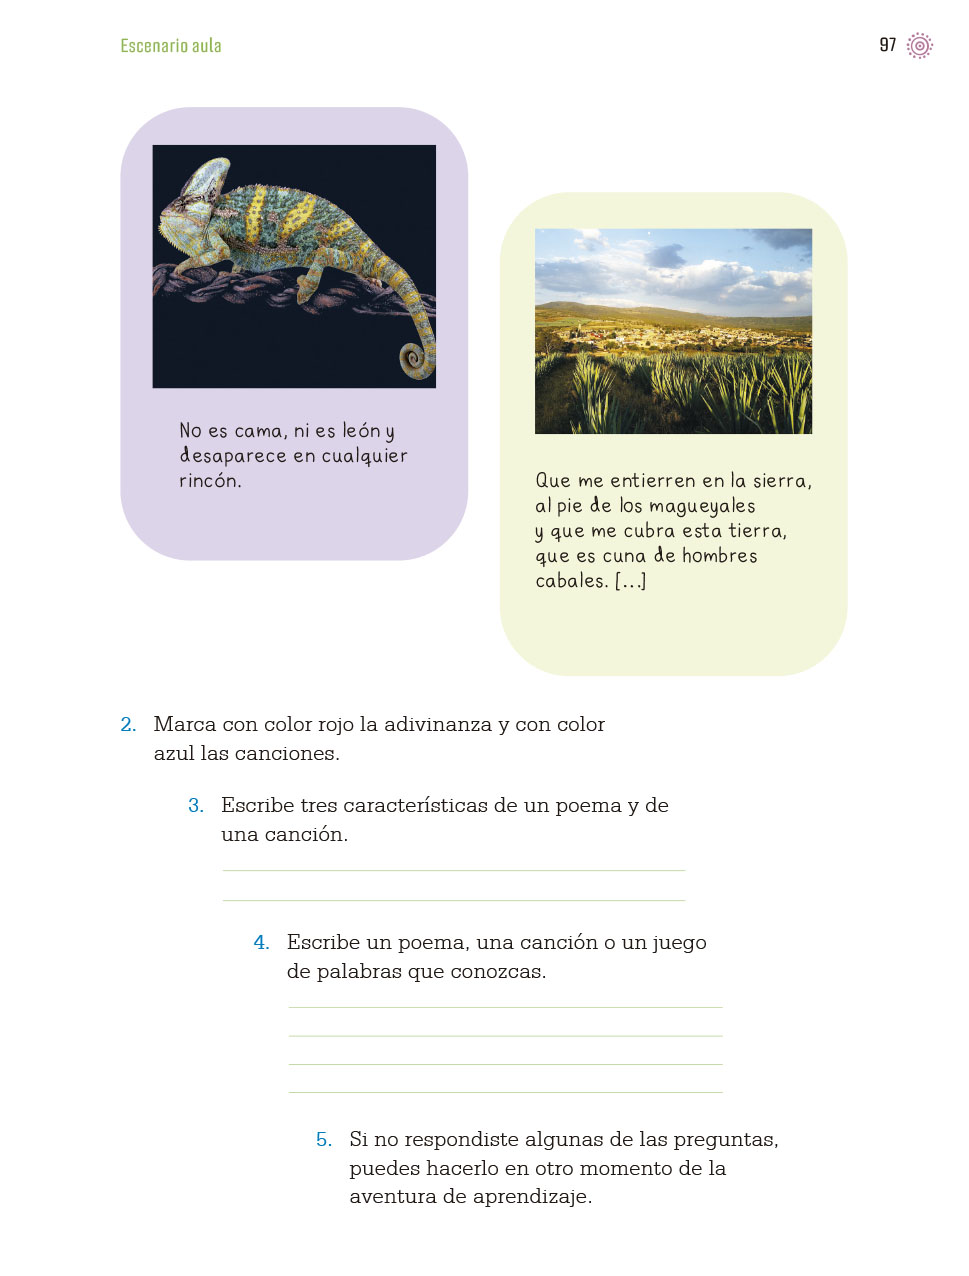 Escenario aula
97
No es cama, ni es león y
desaparece en cualquier
rincón.
Que me entierren en la sierra,
al pie de los magueyales
y que me cubra esta tierra,
que es cuna de hombres
cabales. [...]
2. Marca con color rojo la adivinanza y con color
azul las canciones.
3. Escribe tres características de un poema y de
una canción.
4. Escribe un poema, una canción o un juego
de palabras que conozcas.
5. Si no respondiste algunas de las preguntas,
puedes hacerlo en otro momento de la
aventura de aprendizaje.